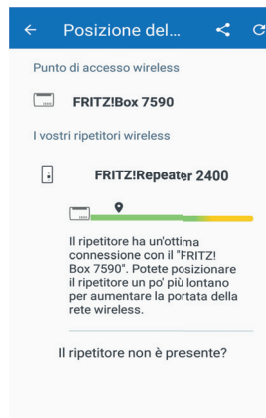 Posizione del...
Punto di accesso wireless
FRITZ!Box 7590
I vostri ripetitori wireless
FRITZ!Repeater 2400
Il ripetitore ha un'ottima
connessione con il "FRITZ!
Box 7590". Potete posizionare
il ripetitore un po' più lontano
per aumentare la portata della
rete wireless.
Il ripetitore non è presente?